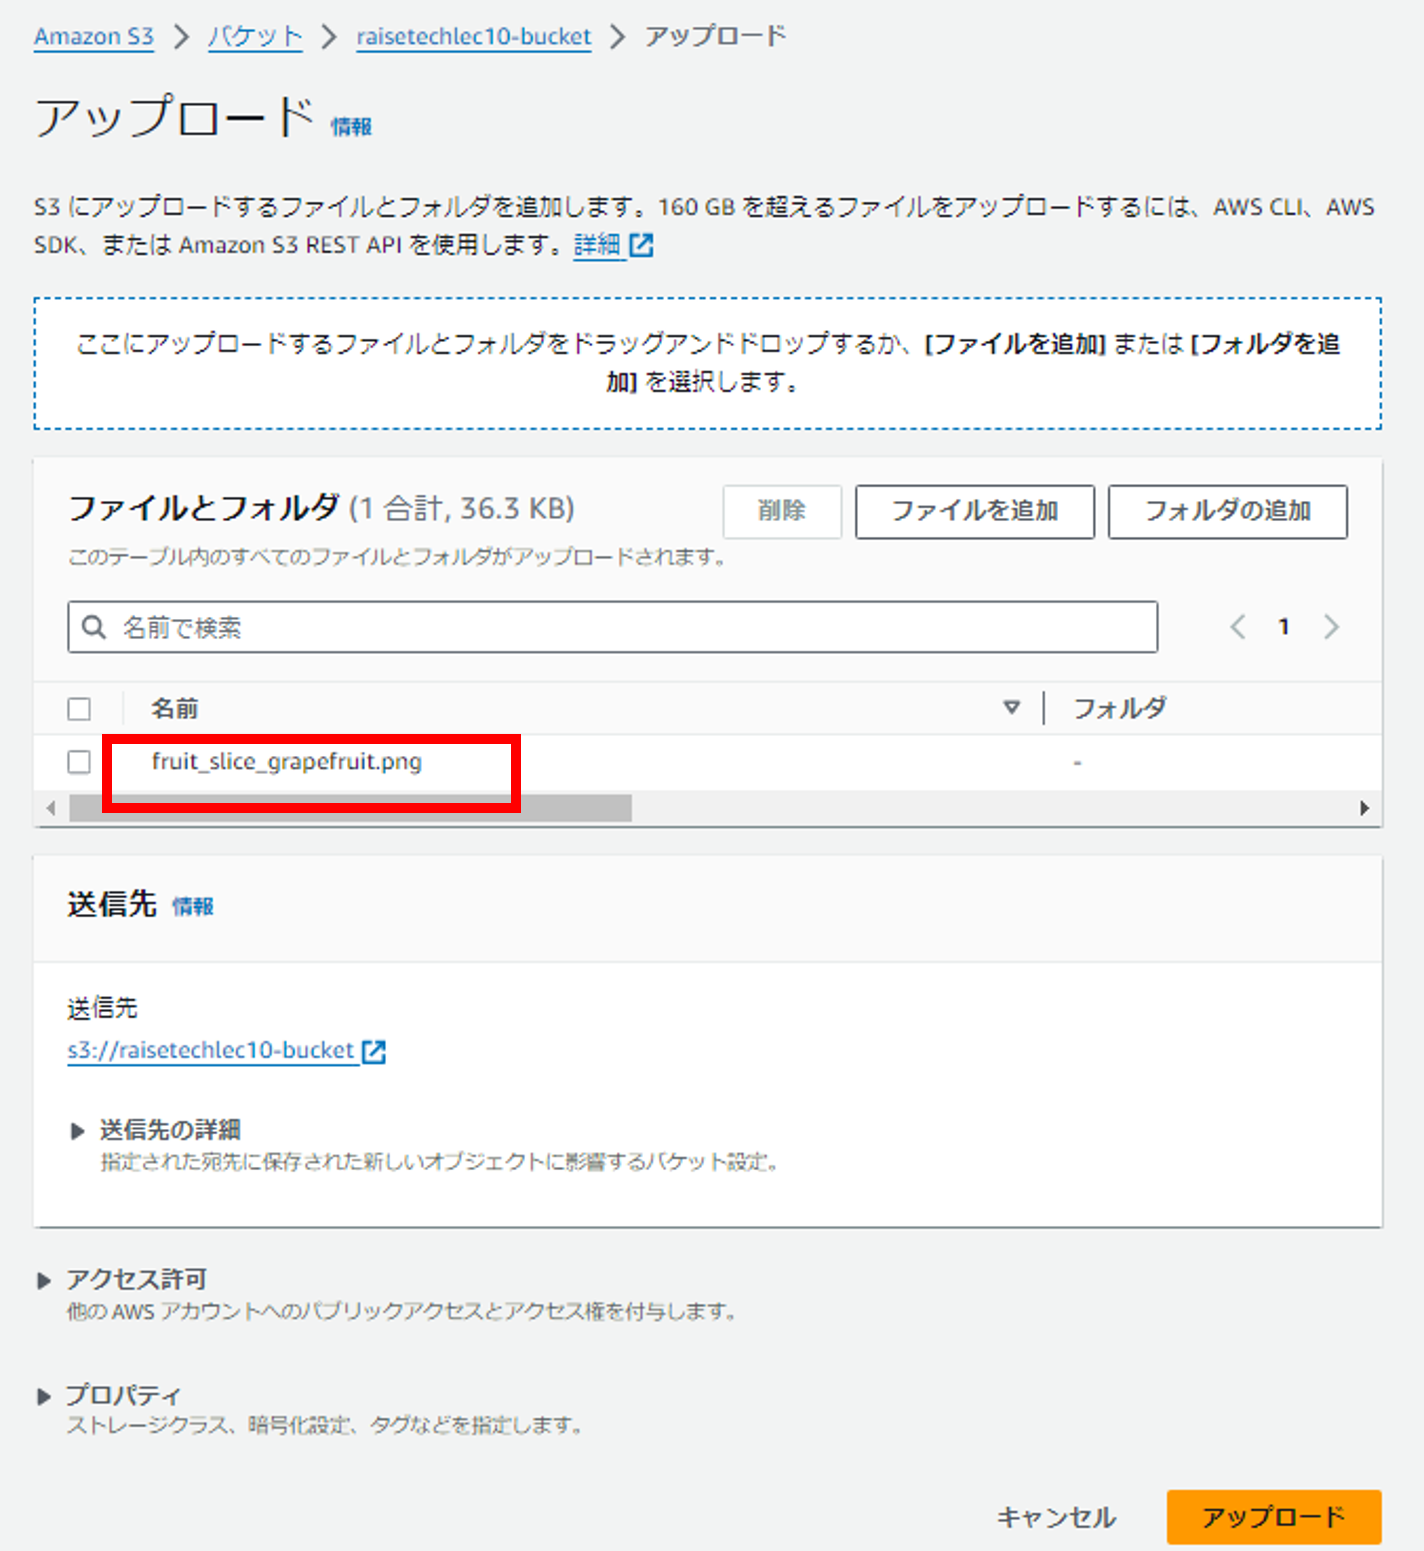 Amazon S3 > バケット > raisetechlec10-bucket > アップロード
アップロード 情報
S3 にアップロードするファイルとフォルダを追加します。160 GB を超えるファイルをアップロードするには、AWS CLI、AWS
SDK、または Amazon S3 REST API を使用します。詳細
ここにアップロードするファイルとフォルダをドラッグアンドドロップするか、[ファイルを追加] または [フォルダを追
加] を選択します。
ファイルとフォルダ (1 合計, 36.3 KB) 削除 ファイルを追加 フォルダの追加
このテーブル内のすべてのファイルとフォルダがアップロードされます。
名前で検索 1
名前 フォルダ
fruit_slice_grapefruit.png -
送信先 情報
送信先
s3://raisetechlec10-bucket
送信先の詳細
指定された宛先に保存された新しいオブジェクトに影響するバケット設定。
アクセス許可
他の AWS アカウントへのパブリックアクセスとアクセス権を付与します。
プロパティ
ストレージクラス、暗号化設定、タグなどを指定します。
キャンセル アップロード